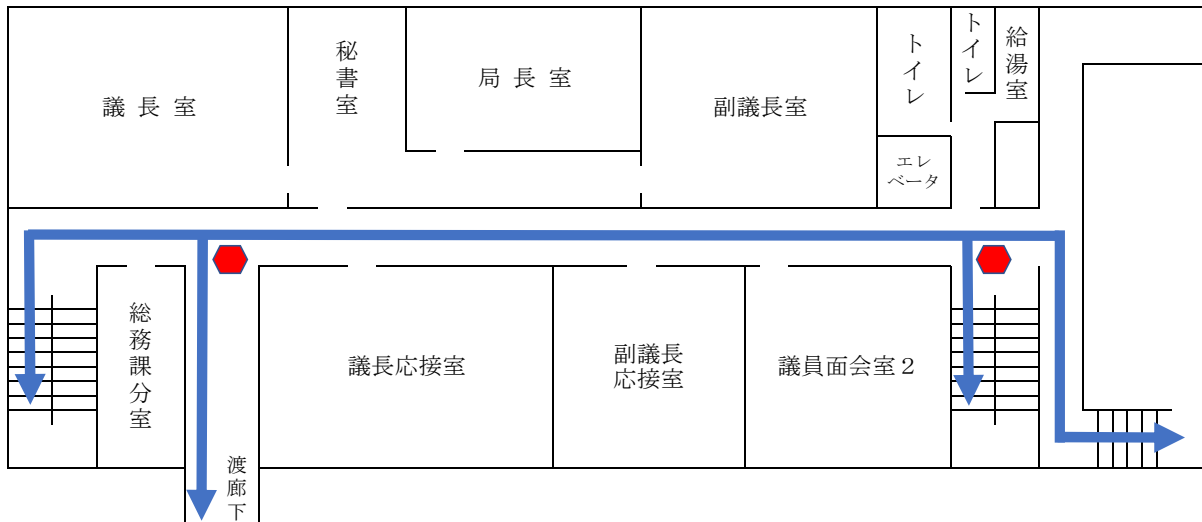 議長室
秘書室
局長室
副議長室
トイレ
トイレ
給湯室
エレ
ベータ
総務課分室
渡廊下
議長応接室
副議長
応接室
議員面会室２